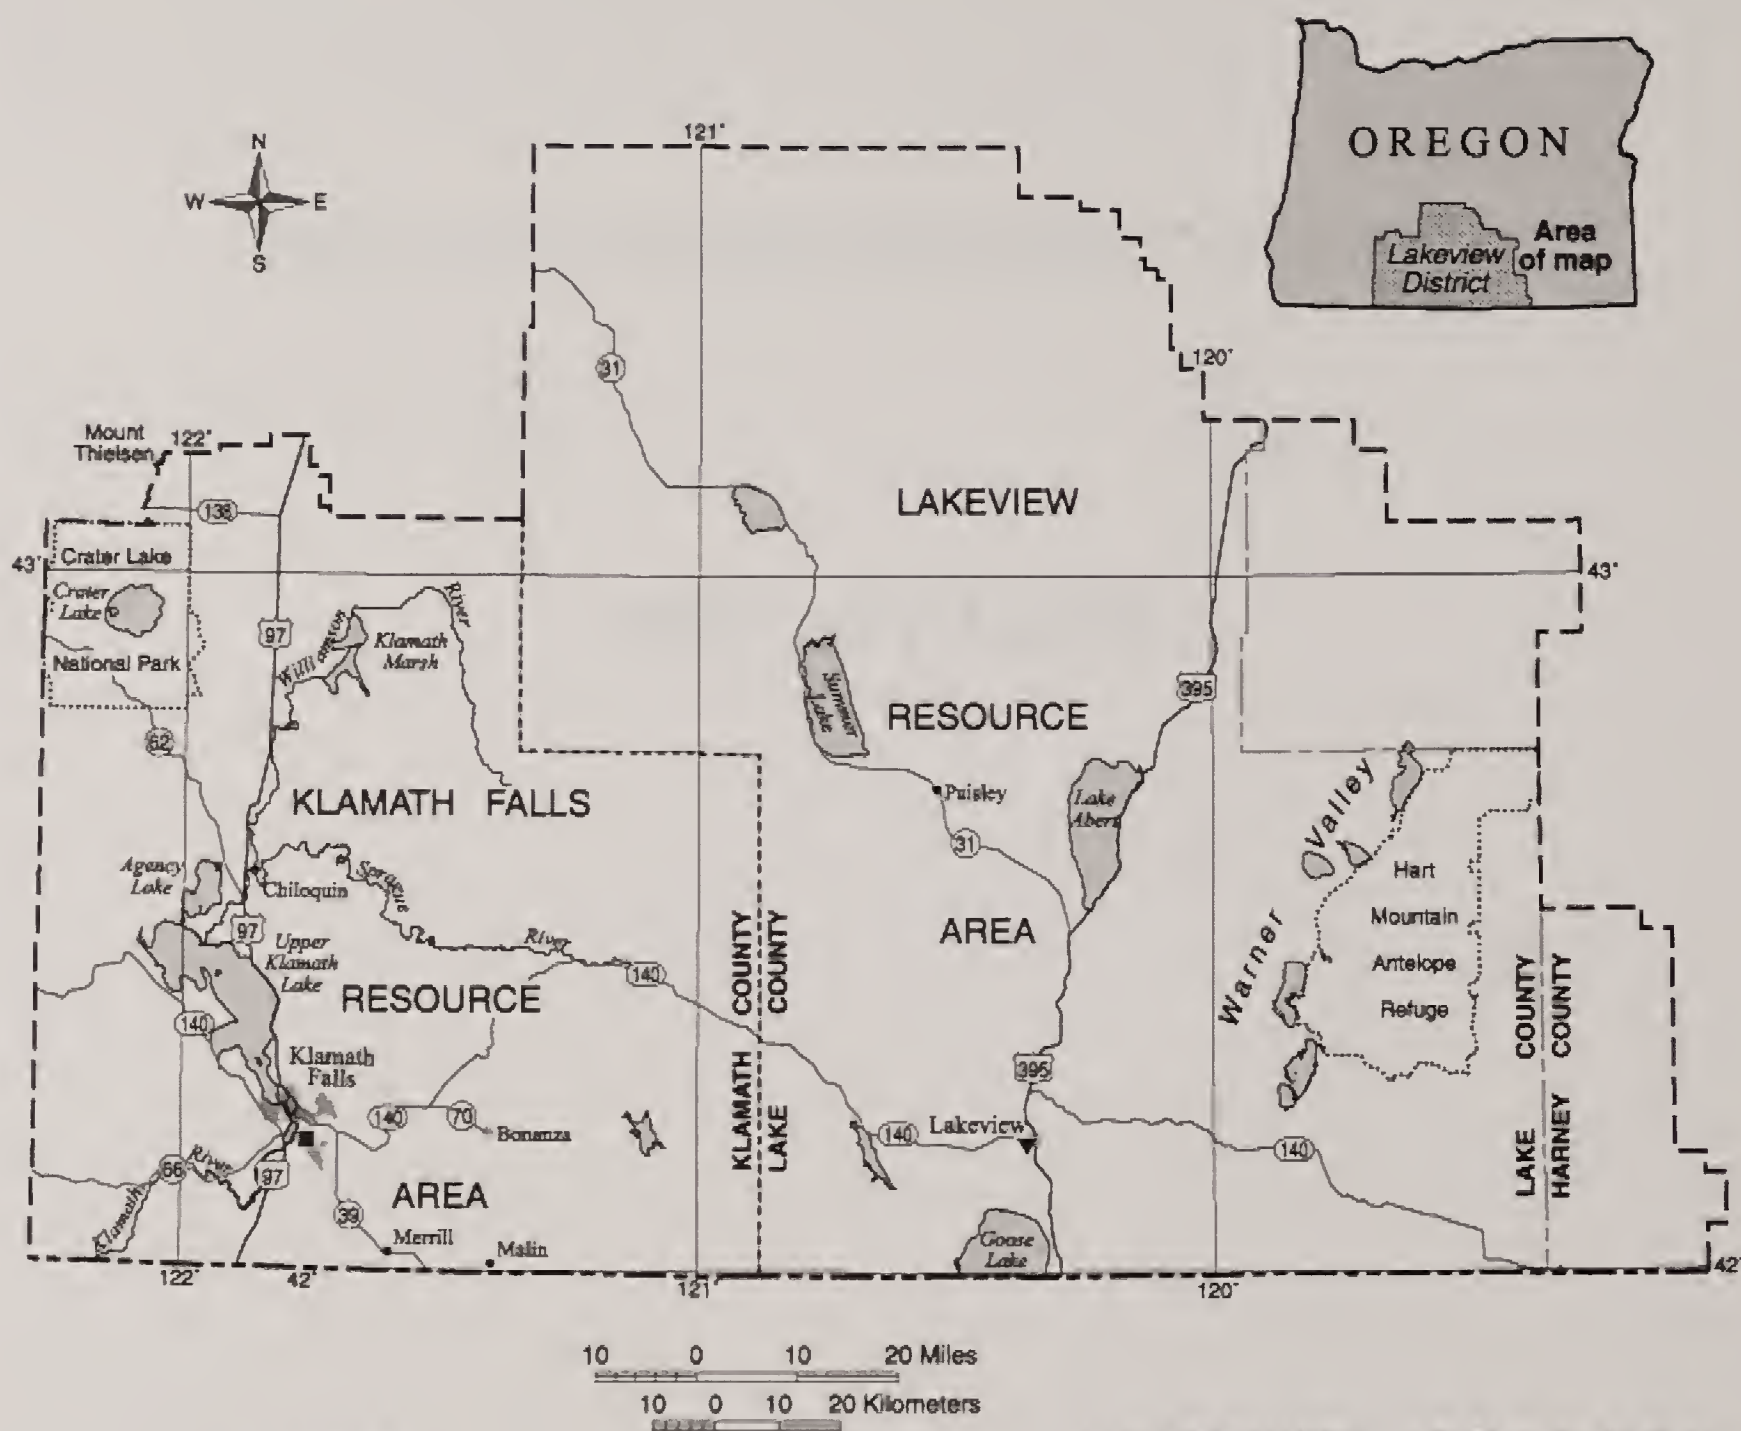 OREGON
Area
of map
Lakeview
District
N
W E
S
121°
31
120°
Mount
Thielsen
122°
138
LAKEVIEW
43°
Crater Lake
43°
Crater
Lake
National Park
97
Williamson
River
Klamath
Marsh
Summer
Lake
395
RESOURCE
62
KLAMATH FALLS
Paisley
Lake
Abert
31
Warner Valley
Hart
Mountain
Antelope
Refuge
Agency
Lake
Chiloquin
Sprague
River
97
Upper
Klamath
Lake
RESOURCE
140
AREA
KLAMATH COUNTY
LAKE COUNTY
LAKE COUNTY
HARNEY COUNTY
140
Klamath
Falls
395
140
70
Bonanza
140
Lakeview
140
66
Klamath
River
97
AREA
39
Merrill
Malin
Goose
Lake
122°
42°
121°
120°
42°
10 0 10 20 Miles
10 0 10 20 Kilometers